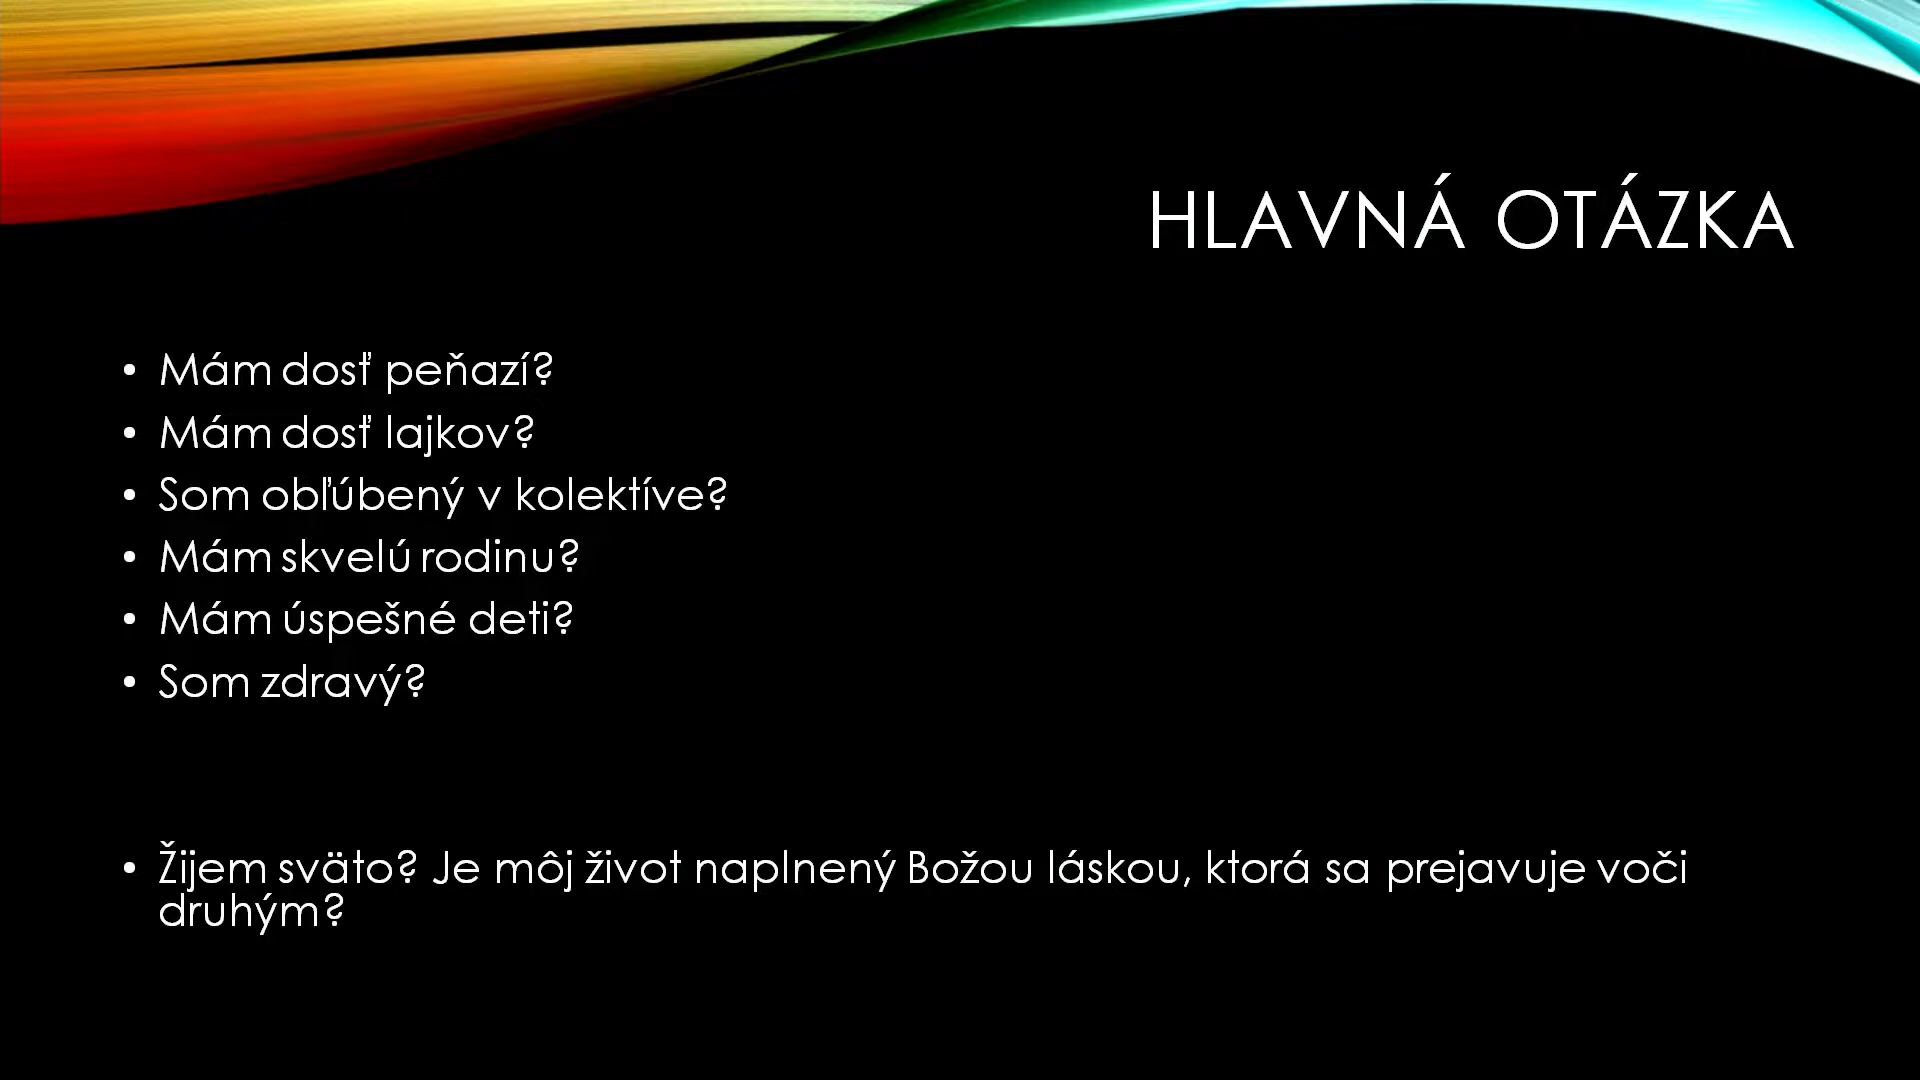 HLAVNÁ OTÁZKA
• Mám dosť peňazí?
• Mám dosť lajkov?
• Som obľúbený v kolektíve?
• Mám skvelú rodinu?
• Mám úspešné deti?
• Som zdravý?
• Žijem sväto? Je môj život naplnený Božou láskou, ktorá sa prejavuje voči
druhým?